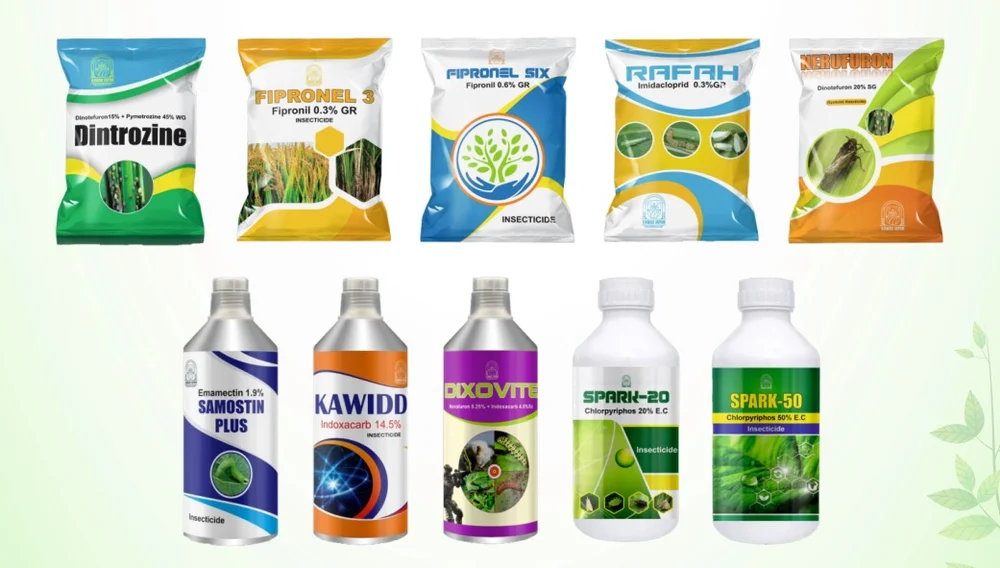 Dinotefuron15% + Pymetrozine 45% WG
Dintrozine
FIPRONEL 3
Fipronil 0.3% GR
INSECTICIDE
FIPRONEL SIX
Fipronil 0.6% GR
INSECTICIDE
RAFAH
Imidacloprid 0.3%GR
NERUFURON
Dinotefuron 20% SG
Emamectin 1.9%
SAMOSTIN
PLUS
Insecticide
KAWIDD
Indoxacarb 14.5%
INSECTICIDE
DIXOVITE
SPARK-20
Chlorpyriphos 20% E.C
Insecticide
SPARK-50
Chlorpyriphos 50% E.C
Insecticide